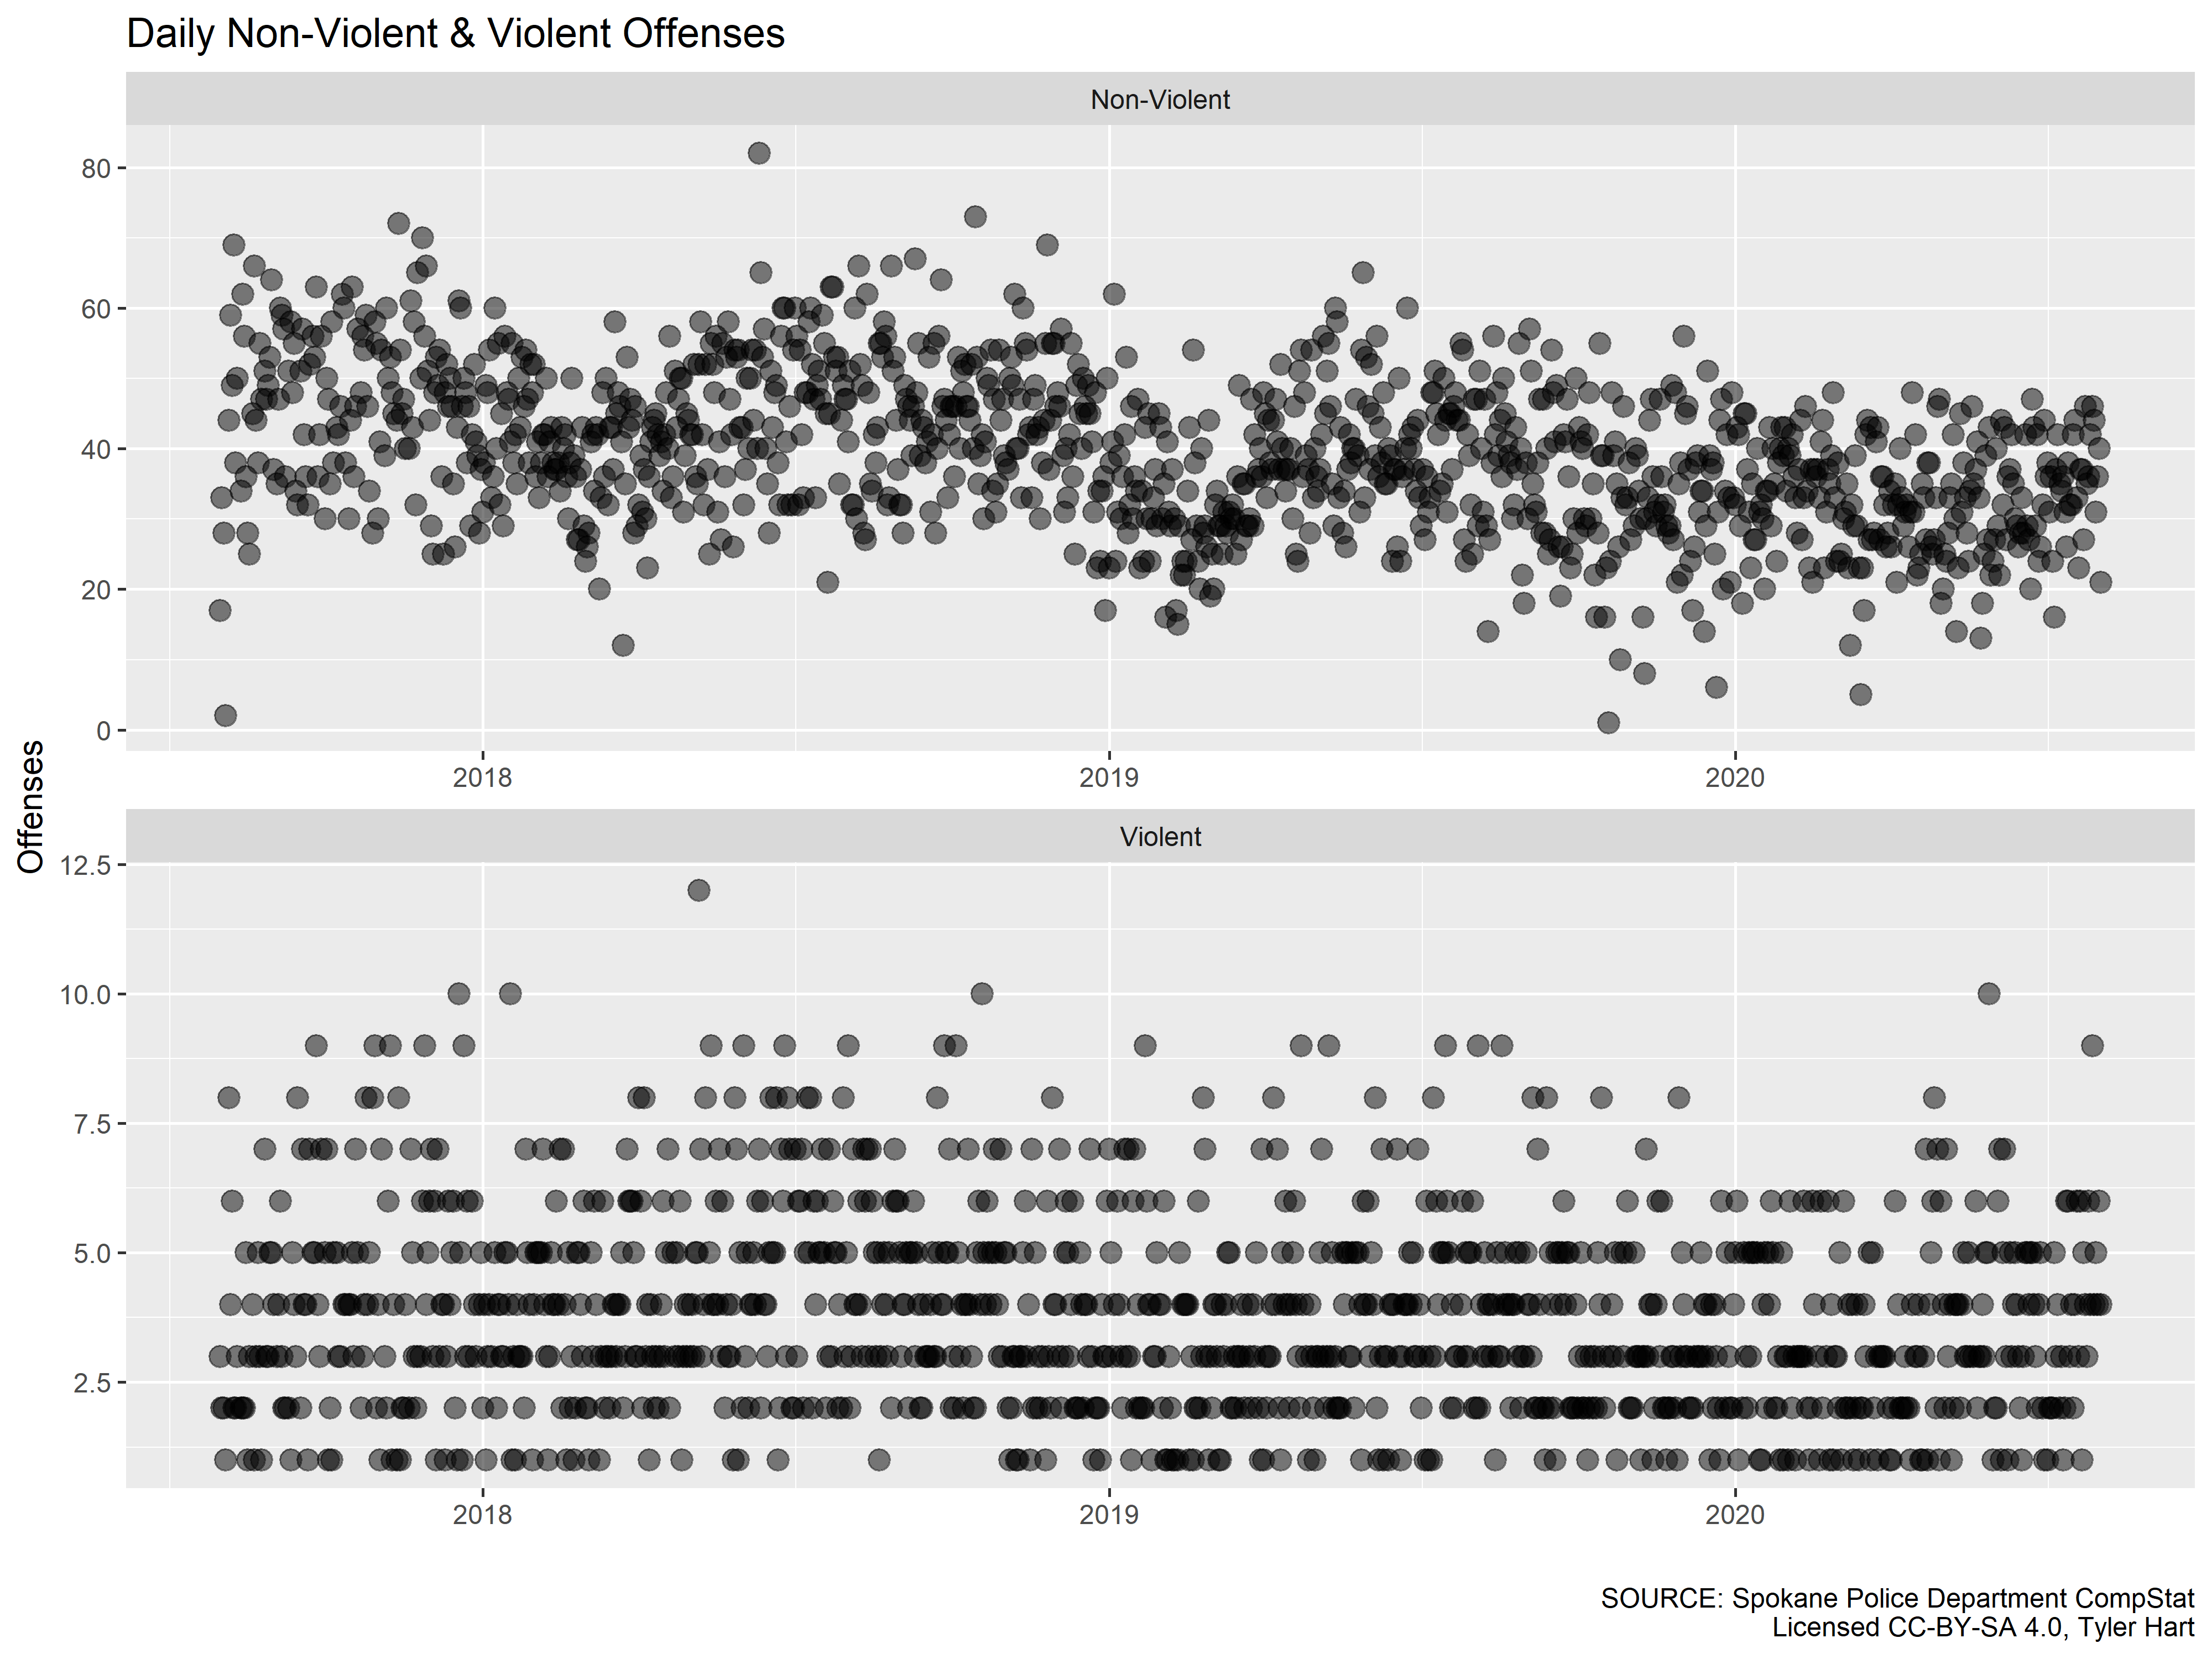 Daily Non-Violent & Violent Offenses
Non-Violent
80
60
40
20
0
2018
2019
2020
Offenses
Violent
12.5
10.0
7.5
5.0
2.5
2018
2019
2020
SOURCE: Spokane Police Department CompStat
Licensed CC-BY-SA 4.0, Tyler Hart